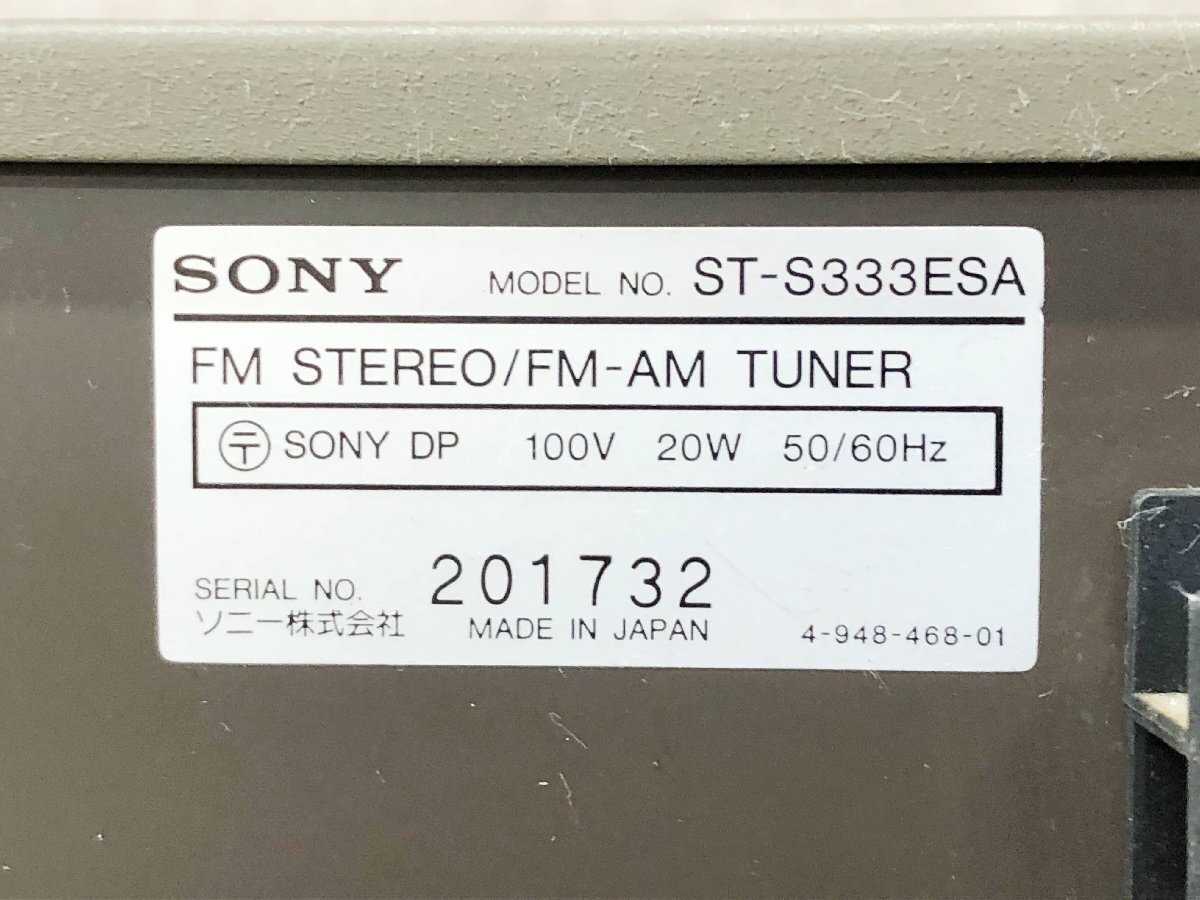 SONY MODEL NO. ST-S333ESA
FM STEREO/FM-AM TUNER
〶 SONY DP 100V 20W 50/60Hz
SERIAL NO. 201732
ソニー株式会社 MADE IN JAPAN 4-948-468-01